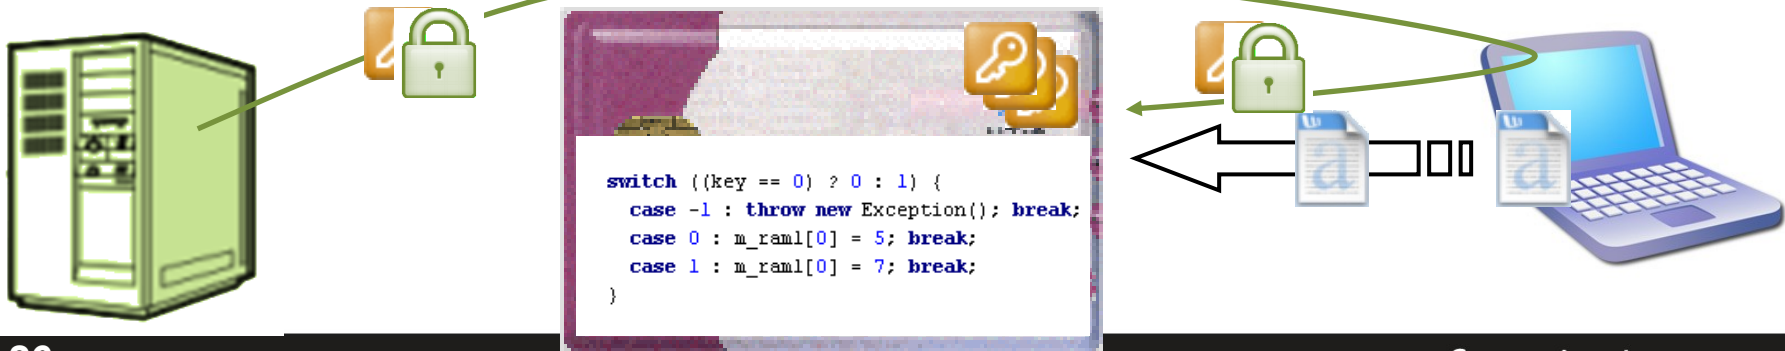 switch ((key == 0) ? 0 : 1) {
case -1 : throw new Exception(); break;
case 0 : m_ram1[0] = 5; break;
case 1 : m_ram1[0] = 7; break;
}